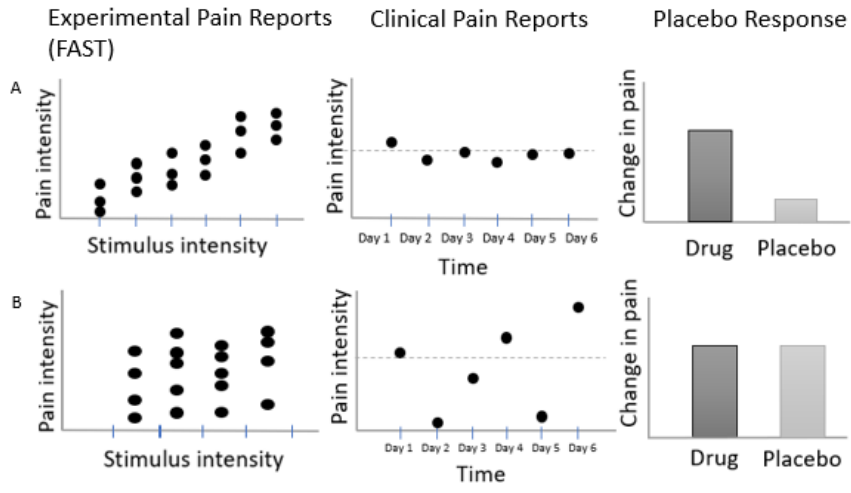 Experimental Pain Reports
(FAST)
Clinical Pain Reports
Placebo Response
A
Pain intensity
Stimulus intensity
Pain intensity
Day 1 Day 2 Day 3 Day 4 Day 5 Day 6
Time
Change in pain
Drug Placebo
B
Pain intensity
Stimulus intensity
Pain intensity
Day 1 Day 2 Day 3 Day 4 Day 5 Day 6
Time
Change in pain
Drug Placebo